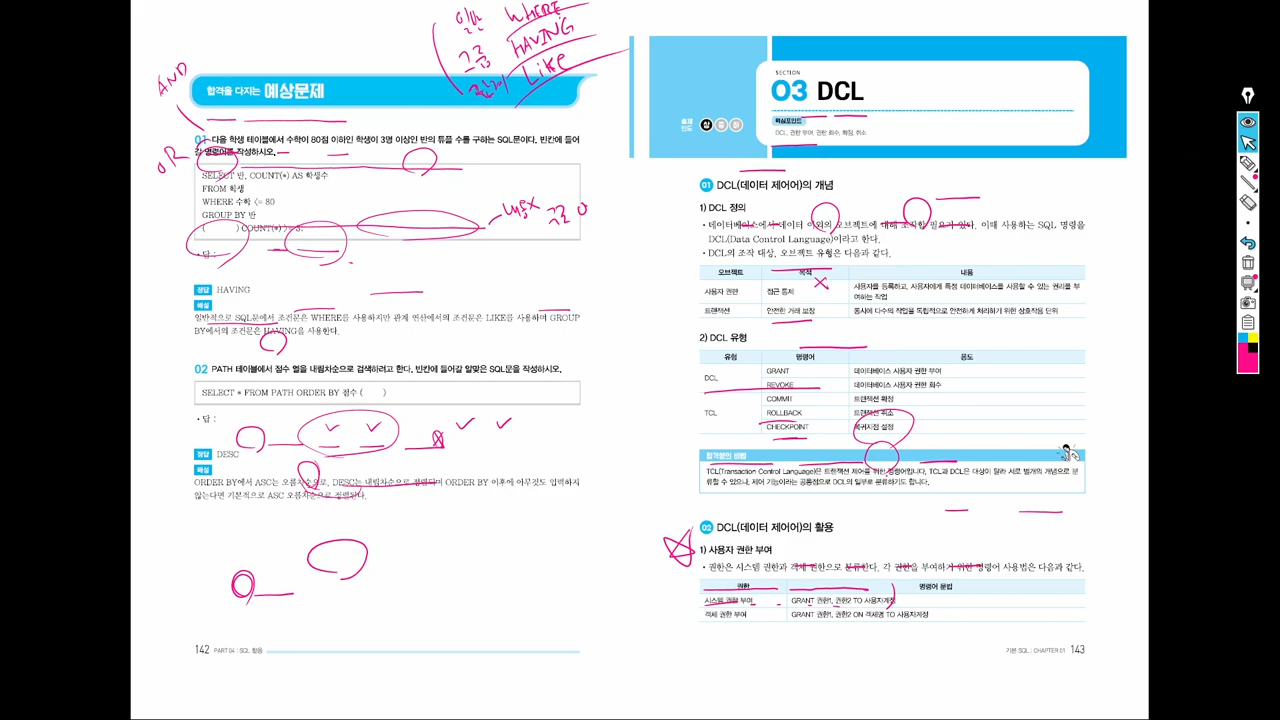 일반 WHERE
그룹 HAVING
관계 Like
AND
OR
합격을 다지는 예상문제
01 다음 학생 테이블에서 수학이 80점 이하인 학생이 3명 이상인 반의 튜플 수를 구하는 SQL문이다. 빈칸에 들어
갈 명령어를 작성하시오.
SELECT 반, COUNT(*) AS 학생수
FROM 학생
WHERE 수학 <= 80
GROUP BY 반
( ) COUNT(*) >= 3;
• 답 :
정답 HAVING
해설
일반적으로 SQL문에서 조건문은 WHERE를 사용하지만 관계 연산에서의 조건문은 LIKE를 사용하며 GROUP
BY에서의 조건문은 HAVING을 사용한다.
02 PATH 테이블에서 점수 열을 내림차순으로 검색하려고 한다. 빈칸에 들어갈 알맞은 SQL문을 작성하시오.
SELECT * FROM PATH ORDER BY 점수 ( )
• 답 :
정답 DESC
해설
ORDER BY에서 ASC는 오름차순으로, DESC는 내림차순으로 정렬되며 ORDER BY 이후에 아무것도 입력하지
않는다면 기본적으로 ASC 오름차순으로 정렬된다.
142 PART 04 : SQL 활용
SECTION
03 DCL
출제
빈도 상 중 하
핵심포인트
DCL, 권한 부여, 권한 회수, 확정, 취소
01 DCL(데이터 제어어)의 개념
1) DCL 정의
• 데이터베이스에서 데이터 이외의 오브젝트에 대해 조작할 필요가 있다. 이때 사용하는 SQL 명령을
DCL(Data Control Language)이라고 한다.
• DCL의 조작 대상, 오브젝트 유형은 다음과 같다.
오브젝트 목적 내용
사용자 권한 접근 통제 사용자를 등록하고, 사용자에게 특정 데이터베이스를 사용할 수 있는 권리를 부
여하는 작업
트랜잭션 안전한 거래 보장 동시에 다수의 작업을 독립적으로 안전하게 처리하기 위한 상호작용 단위
2) DCL 유형
유형 명령어 용도
DCL GRANT 데이터베이스 사용자 권한 부여
REVOKE 데이터베이스 사용자 권한 회수
TCL COMMIT 트랜잭션 확정
ROLLBACK 트랜잭션 취소
CHECKPOINT 복귀지점 설정
합격생의 비법
TCL(Transaction Control Language)은 트랜잭션 제어를 위한 명령어입니다. TCL과 DCL은 대상이 달라 서로 별개의 개념으로 분
류할 수 있으나, 제어 기능이라는 공통점으로 DCL의 일부로 분류하기도 합니다.
02 DCL(데이터 제어어)의 활용
1) 사용자 권한 부여
• 권한은 시스템 권한과 객체 권한으로 분류한다. 각 권한을 부여하기 위한 명령어 사용법은 다음과 같다.
권한 명령어 문법
시스템 권한 부여 GRANT 권한1, 권한2 TO 사용자계정
객체 권한 부여 GRANT 권한1, 권한2 ON 객체명 TO 사용자계정
기본 SQL : CHAPTER 01 143